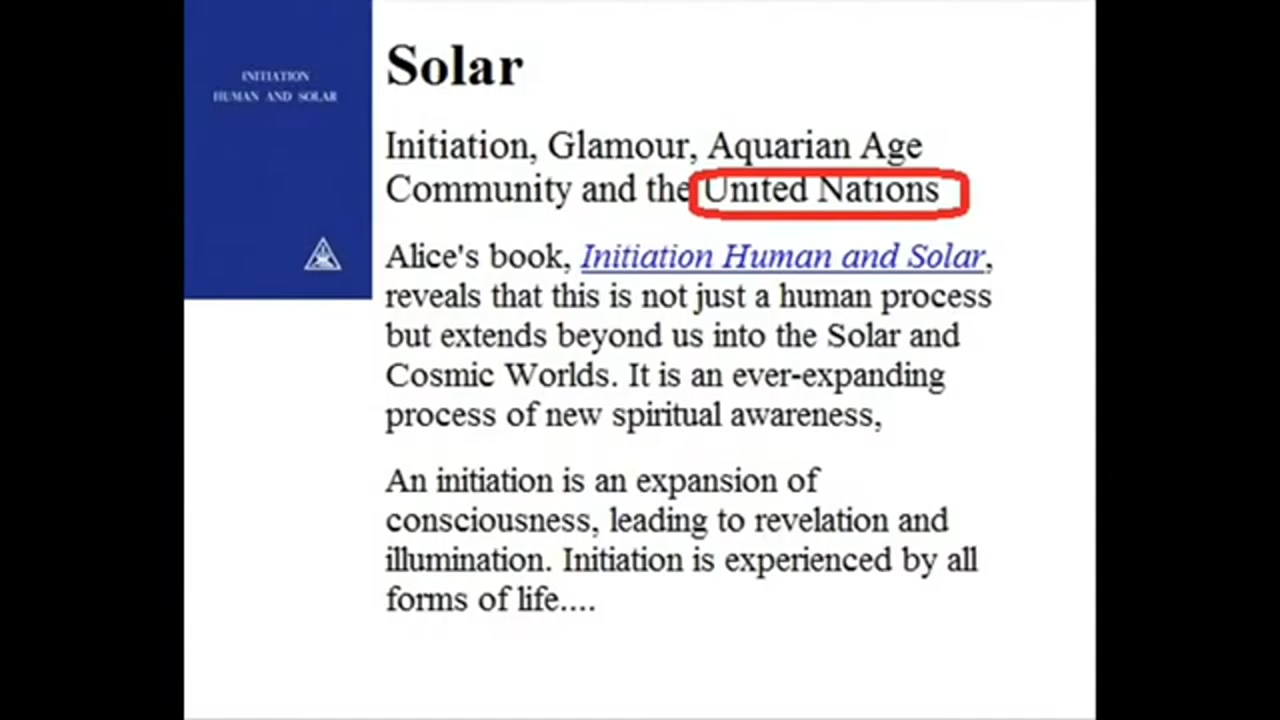 INITIATION
HUMAN AND SOLAR
Solar
Initiation, Glamour, Aquarian Age
Community and the United Nations
Alice's book, Initiation Human and Solar,
reveals that this is not just a human process
but extends beyond us into the Solar and
Cosmic Worlds. It is an ever-expanding
process of new spiritual awareness,
An initiation is an expansion of
consciousness, leading to revelation and
illumination. Initiation is experienced by all
forms of life....